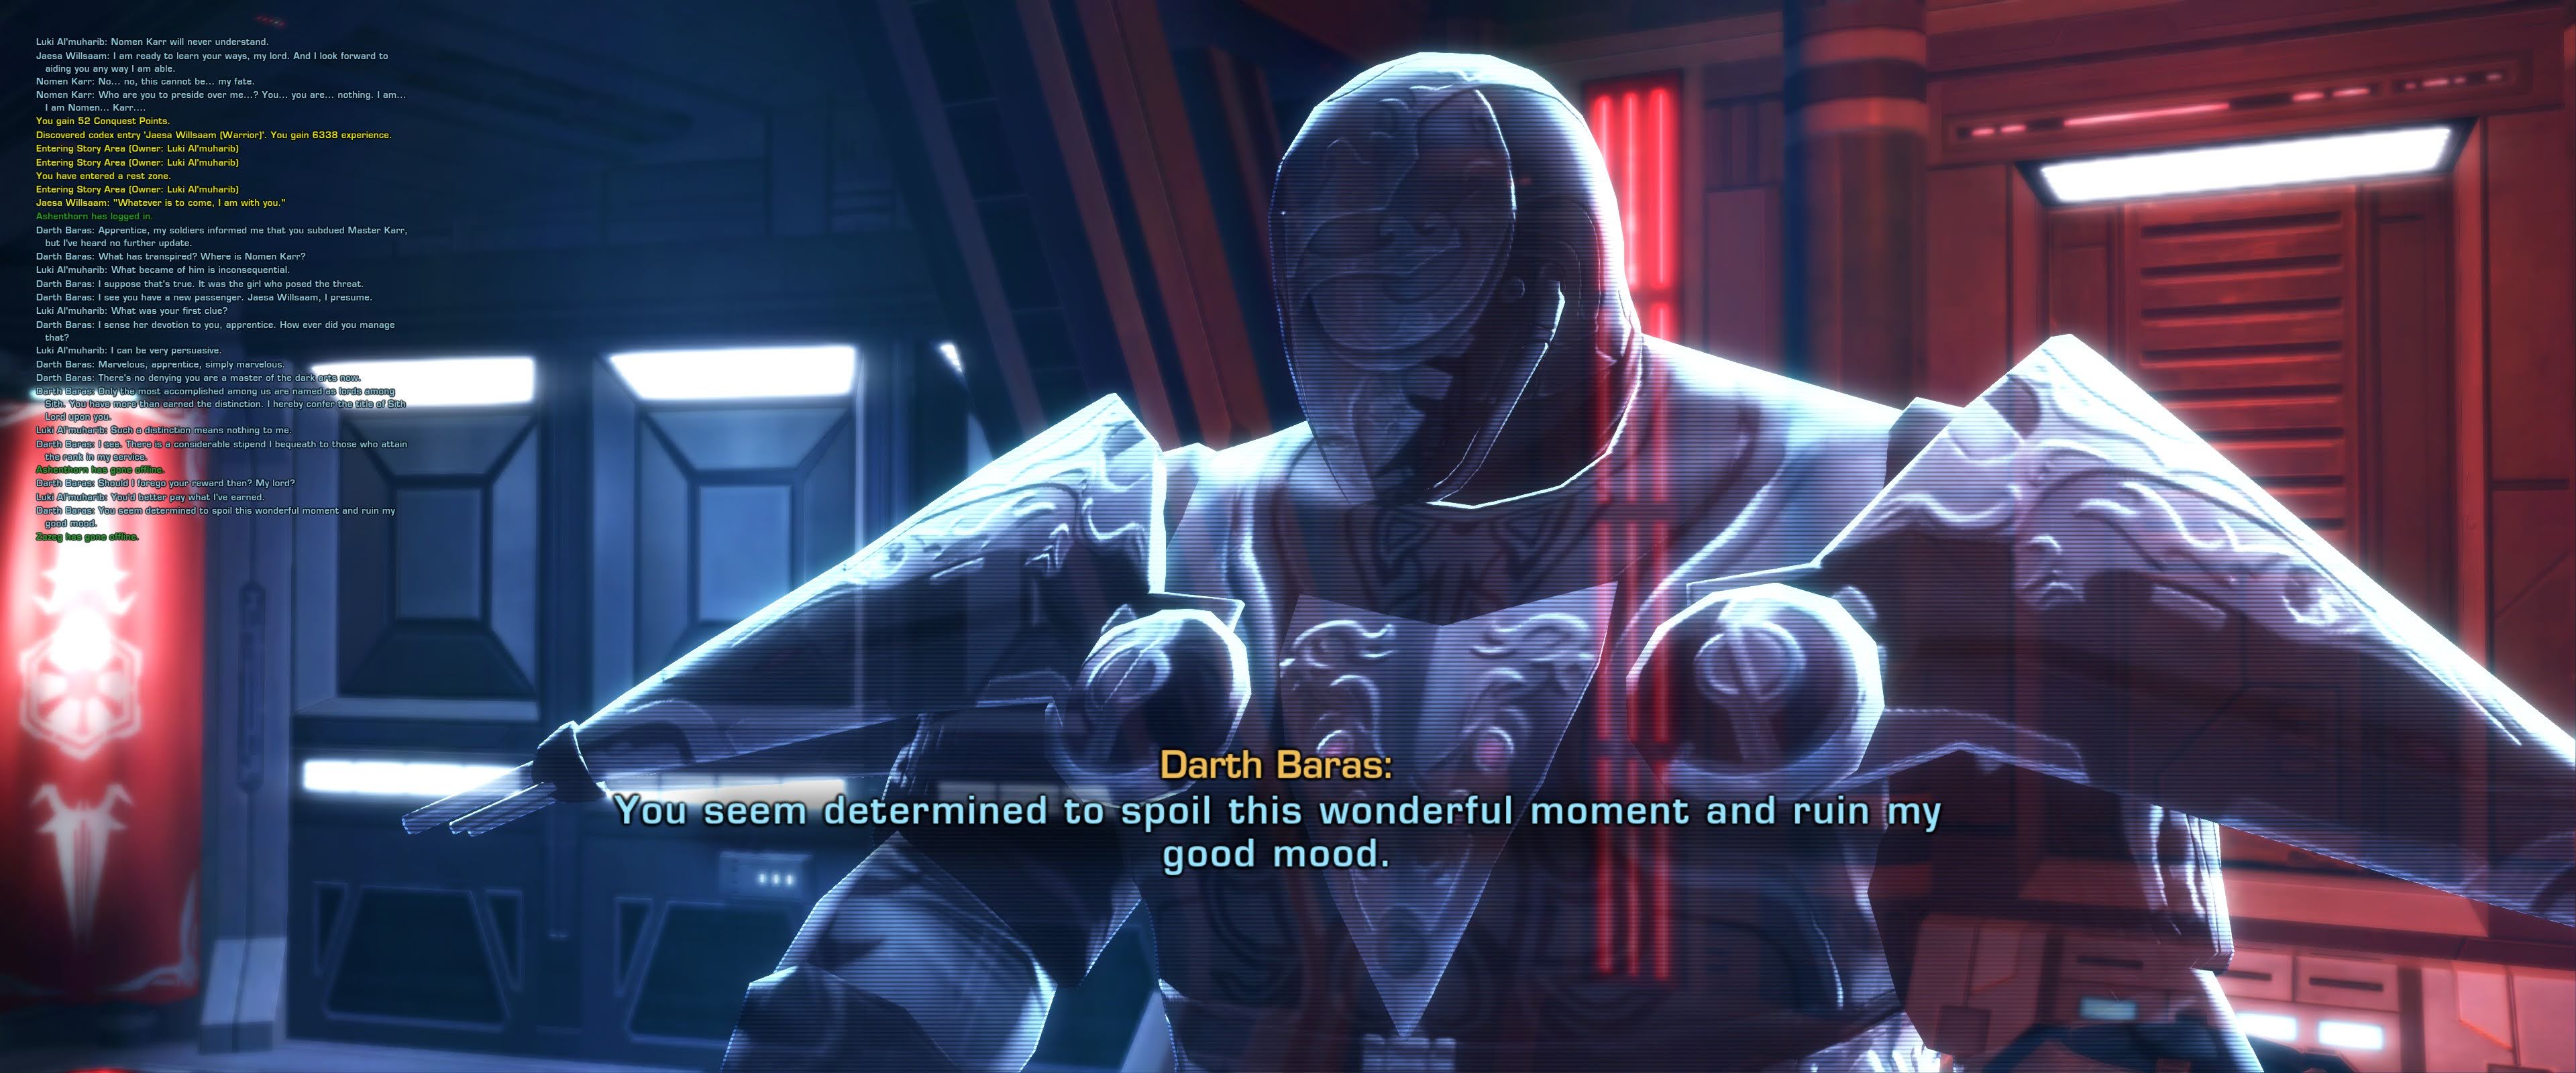 Luki Al'muharib: Nomen Karr will never understand.
Jaesa Willsaam: I am ready to learn your ways, my lord. And I look forward to
aiding you any way I am able.
Nomen Karr: No... no, this cannot be... my fate.
Nomen Karr: Who are you to preside over me...? You... you are... nothing. I am...
I am Nomen... Karr....
You gain 52 Conquest Points.
Discovered codex entry 'Jaesa Willsaam (Warrior)'. You gain 6338 experience.
Entering Story Area (Owner: Luki Al'muharib)
Entering Story Area (Owner: Luki Al'muharib)
You have entered a rest zone.
Entering Story Area (Owner: Luki Al'muharib)
Jaesa Willsaam: "Whatever is to come, I am with you."
Ashenthorn has logged in.
Darth Baras: Apprentice, my soldiers informed me that you subdued Master Karr,
but I've heard no further update.
Darth Baras: What has transpired? Where is Nomen Karr?
Luki Al'muharib: What became of him is inconsequential.
Darth Baras: I suppose that's true. It was the girl who posed the threat.
Darth Baras: I see you have a new passenger. Jaesa Willsaam, I presume.
Luki Al'muharib: What was your first clue?
Darth Baras: I sense her devotion to you, apprentice. How ever did you manage
that?
Luki Al'muharib: I can be very persuasive.
Darth Baras: Marvelous, apprentice, simply marvelous.
Darth Baras: There's no denying you are a master of the dark arts now.
Darth Baras: Only the most accomplished among us are named as lords among
Sith. You have more than earned the distinction. I hereby confer the title of Sith
Lord upon you.
Luki Al'muharib: Such a distinction means nothing to me.
Darth Baras: I see. There is a considerable stipend I bequeath to those who attain
the rank in my service.
Ashenthorn has gone offline.
Darth Baras: Should I forego your reward then? My lord?
Luki Al'muharib: You'd better pay what I've earned.
Darth Baras: You seem determined to spoil this wonderful moment and ruin my
good mood.
Zezeg has gone offline.
Darth Baras:
You seem determined to spoil this wonderful moment and ruin my
good mood.